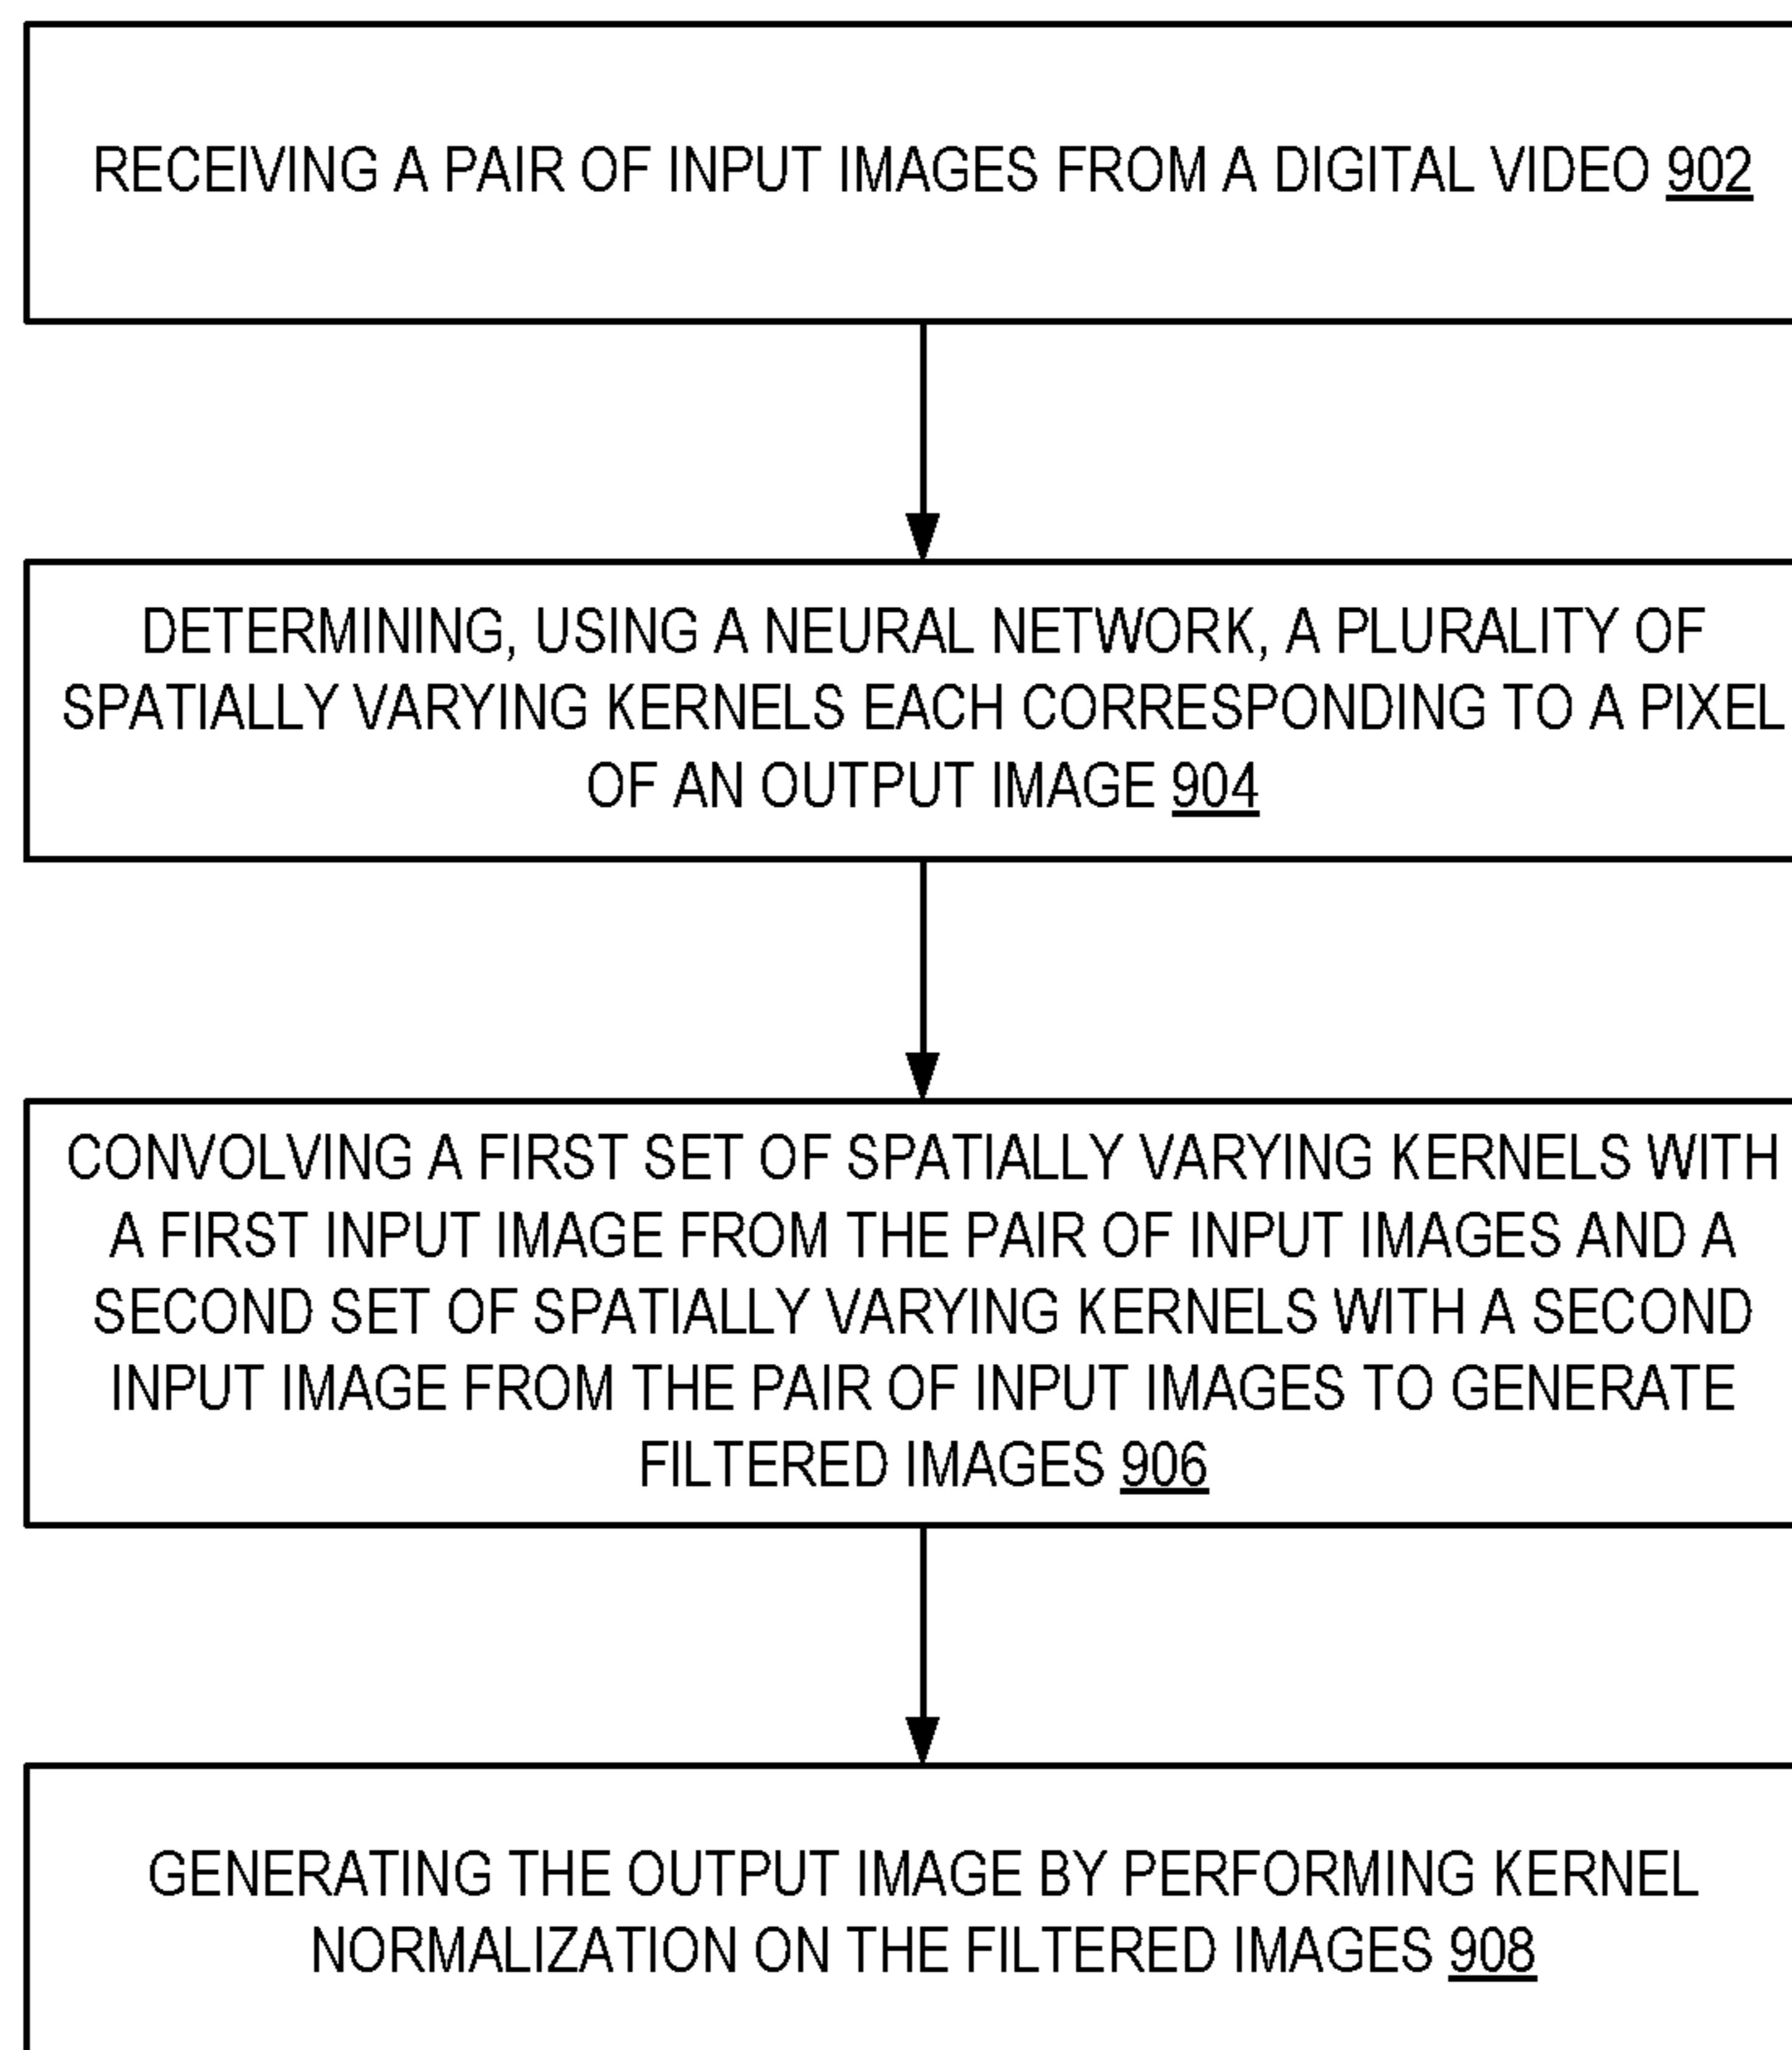 RECEIVING A PAIR OF INPUT IMAGES FROM A DIGITAL VIDEO 902
DETERMINING, USING A NEURAL NETWORK, A PLURALITY OF
SPATIALLY VARYING KERNELS EACH CORRESPONDING TO A PIXEL
OF AN OUTPUT IMAGE 904
CONVOLVING A FIRST SET OF SPATIALLY VARYING KERNELS WITH
A FIRST INPUT IMAGE FROM THE PAIR OF INPUT IMAGES AND A
SECOND SET OF SPATIALLY VARYING KERNELS WITH A SECOND
INPUT IMAGE FROM THE PAIR OF INPUT IMAGES TO GENERATE
FILTERED IMAGES 906
GENERATING THE OUTPUT IMAGE BY PERFORMING KERNEL
NORMALIZATION ON THE FILTERED IMAGES 908